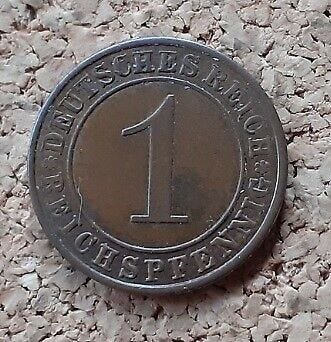 DEUTSCHES REICH
1
REICHSPFENNIG